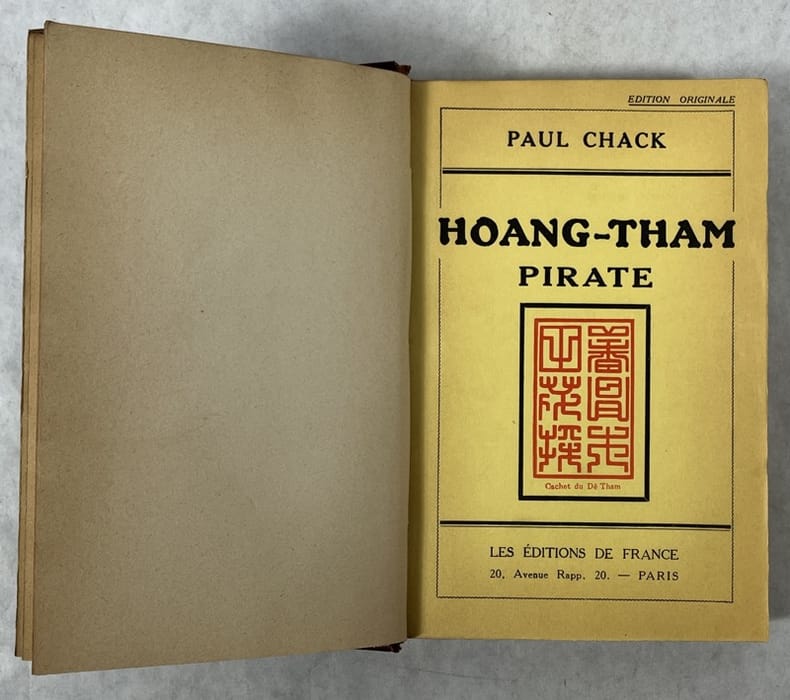 EDITION ORIGINALE
PAUL CHACK
HOANG-THAM
PIRATE
Cachet du Dê Tham
LES ÉDITIONS DE FRANCE
20, Avenue Rapp, 20. — PARIS